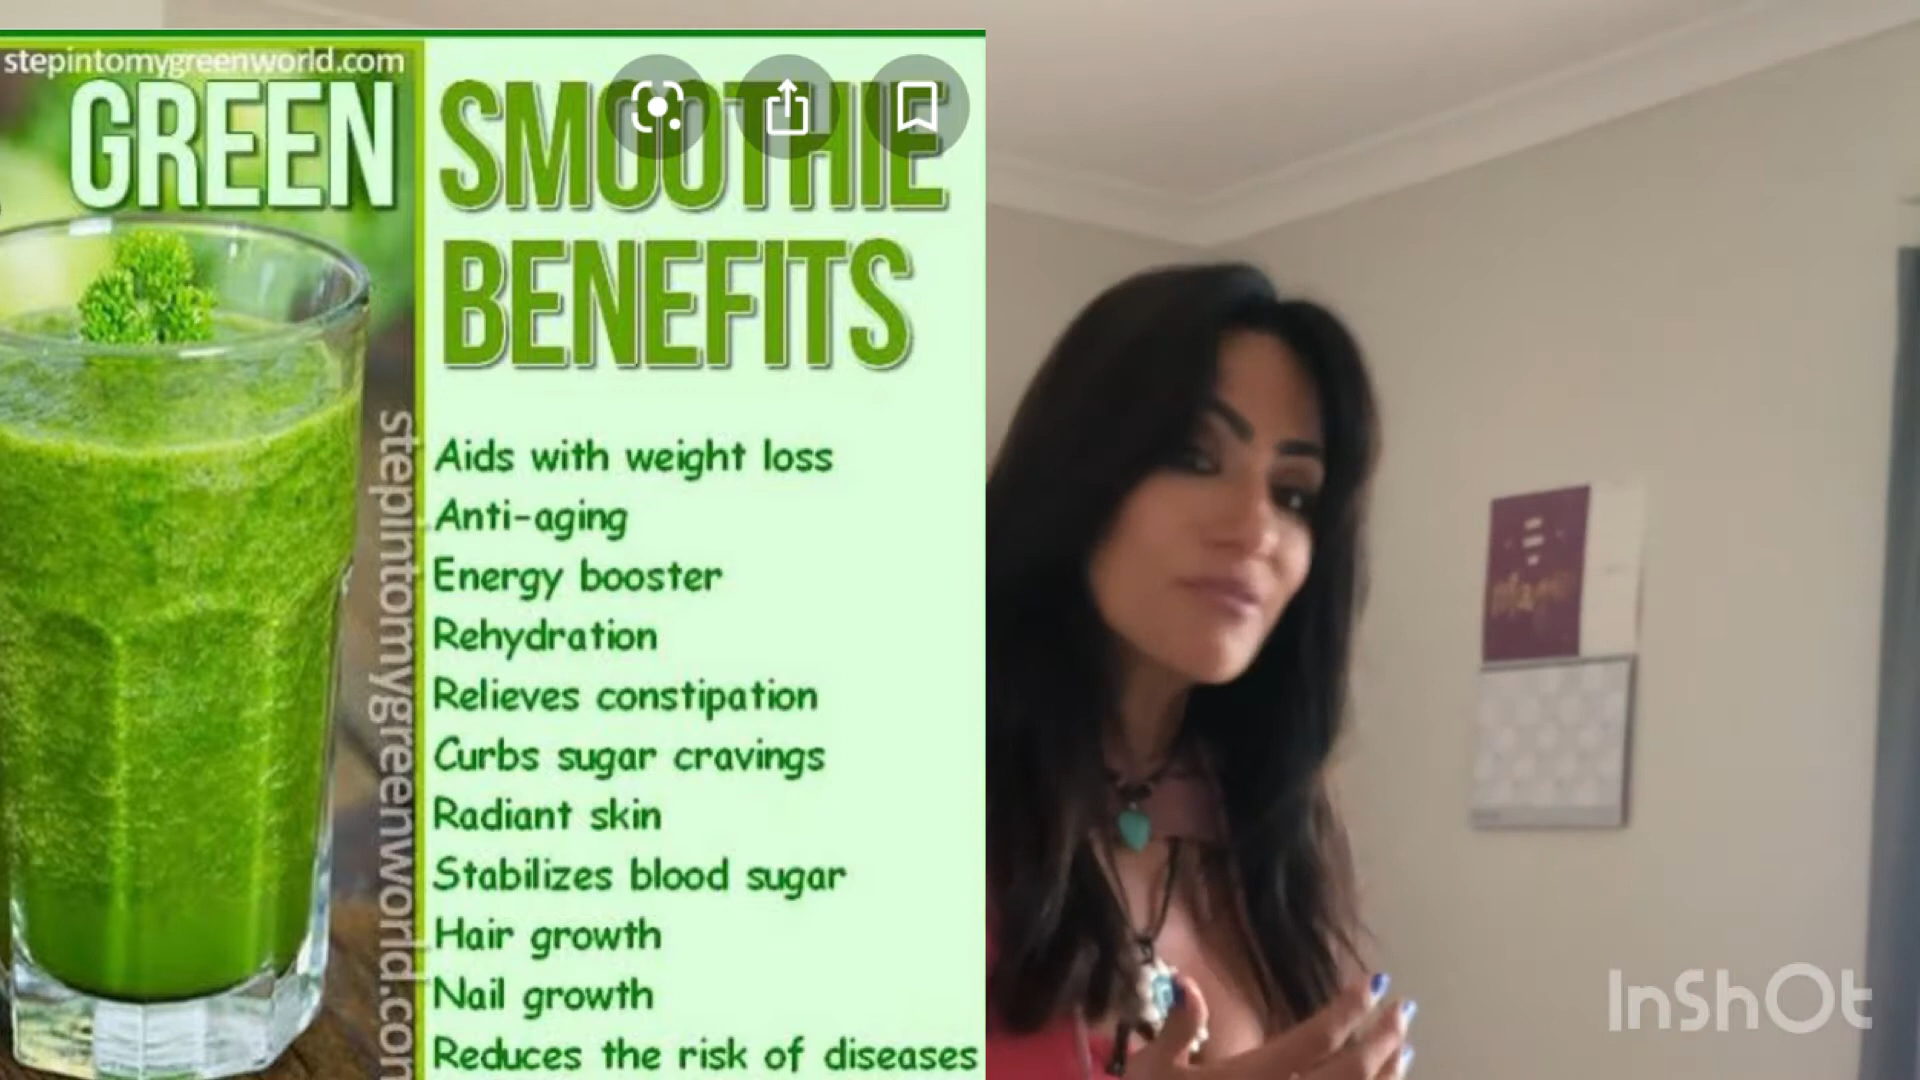 stepintomygreenworld.com
GREEN SMOOTHIE
BENEFITS
Aids with weight loss
Anti-aging
Energy booster
Rehydration
Relieves constipation
Curbs sugar cravings
Radiant skin
Stabilizes blood sugar
Hair growth
Nail growth
Reduces the risk of diseases
stepintomygreenworld.com
InShOt